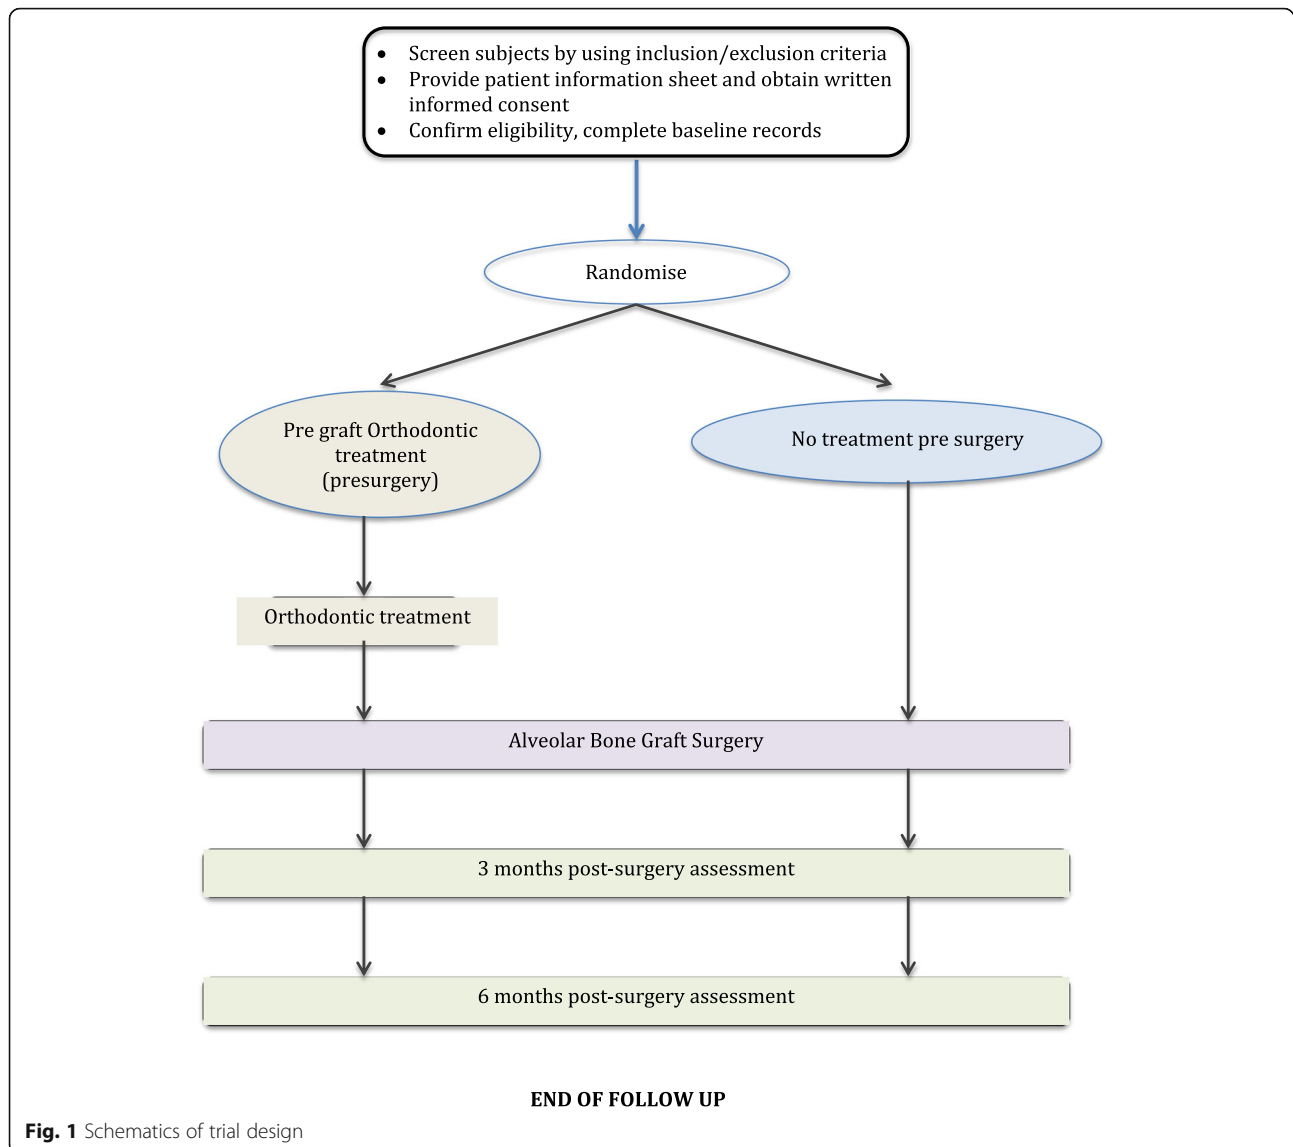 • Screen subjects by using inclusion/exclusion criteria
• Provide patient information sheet and obtain written
informed consent
• Confirm eligibility, complete baseline records
Randomise
Pre graft Orthodontic
treatment
(presurgery)
No treatment pre surgery
Orthodontic treatment
Alveolar Bone Graft Surgery
3 months post-surgery assessment
6 months post-surgery assessment
END OF FOLLOW UP
Fig. 1 Schematics of trial design